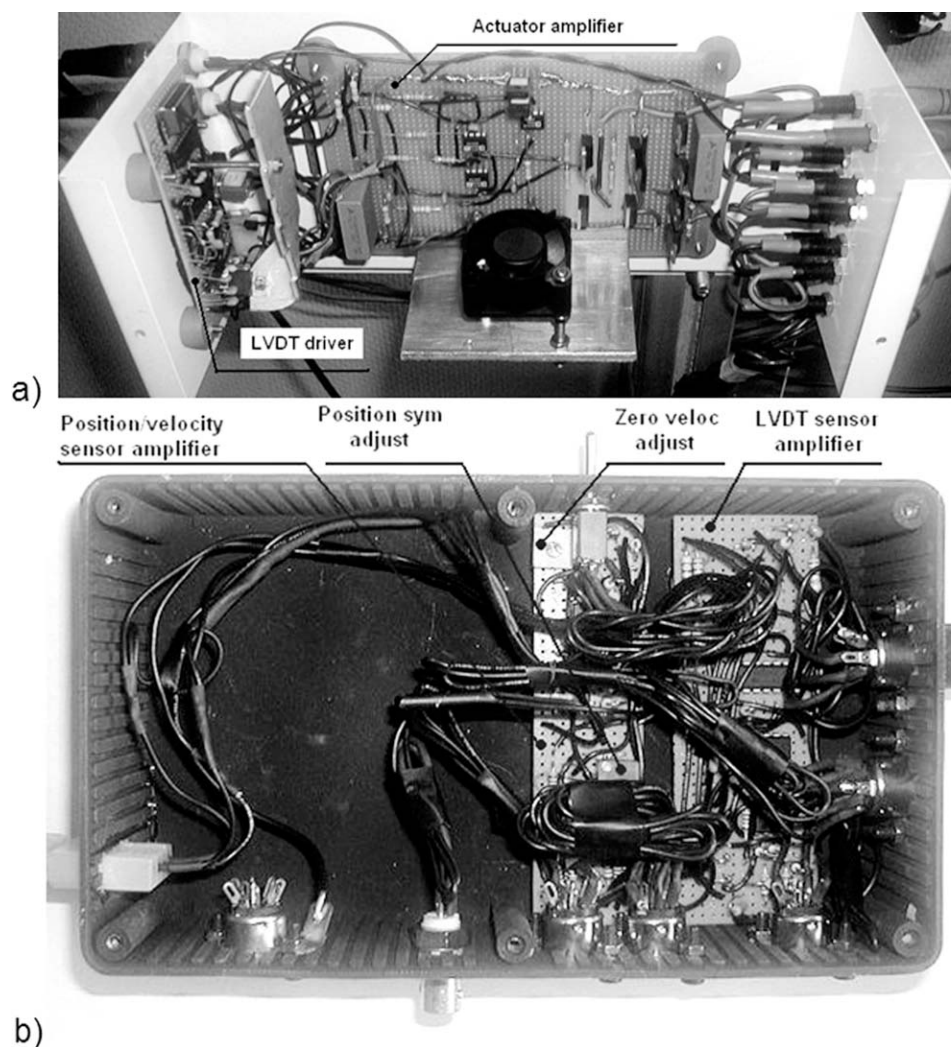 Actuator amplifier
LVDT driver
a)
Position/velocity
sensor amplifier
Position sym
adjust
Zero veloc
adjust
LVDT sensor
amplifier
b)